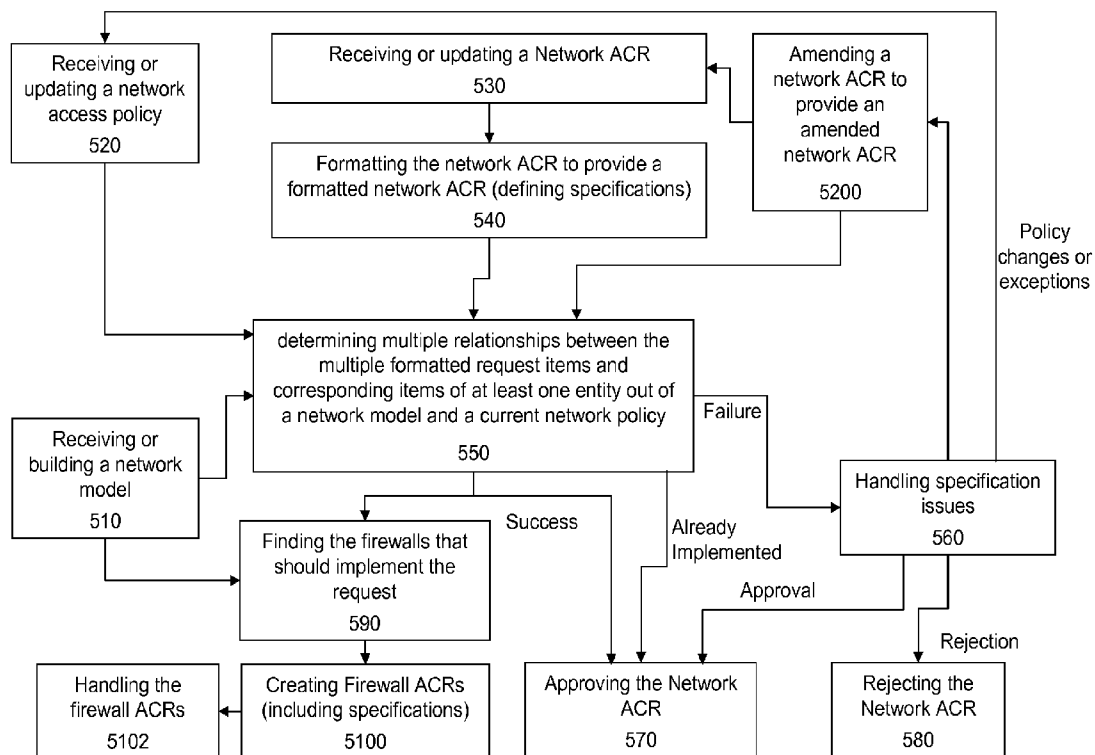 Receiving or
updating a network
access policy
520
Receiving or updating a Network ACR
530
Amending a
network ACR to
provide an
amended
network ACR
5200
Formatting the network ACR to provide a
formatted network ACR (defining specifications)
540
Policy
changes or
exceptions
determining multiple relationships between the
multiple formatted request items and
corresponding items of at least one entity out of
a network model and a current network policy
550
Failure
Receiving or
building a network
model
510
Handling specification
issues
560
Success
Already
Implemented
Finding the firewalls that
should implement the
request
590
Approval
Rejection
Handling the
firewall ACRs
5102
Creating Firewall ACRs
(including specifications)
5100
Approving the Network
ACR
570
Rejecting the
Network ACR
580